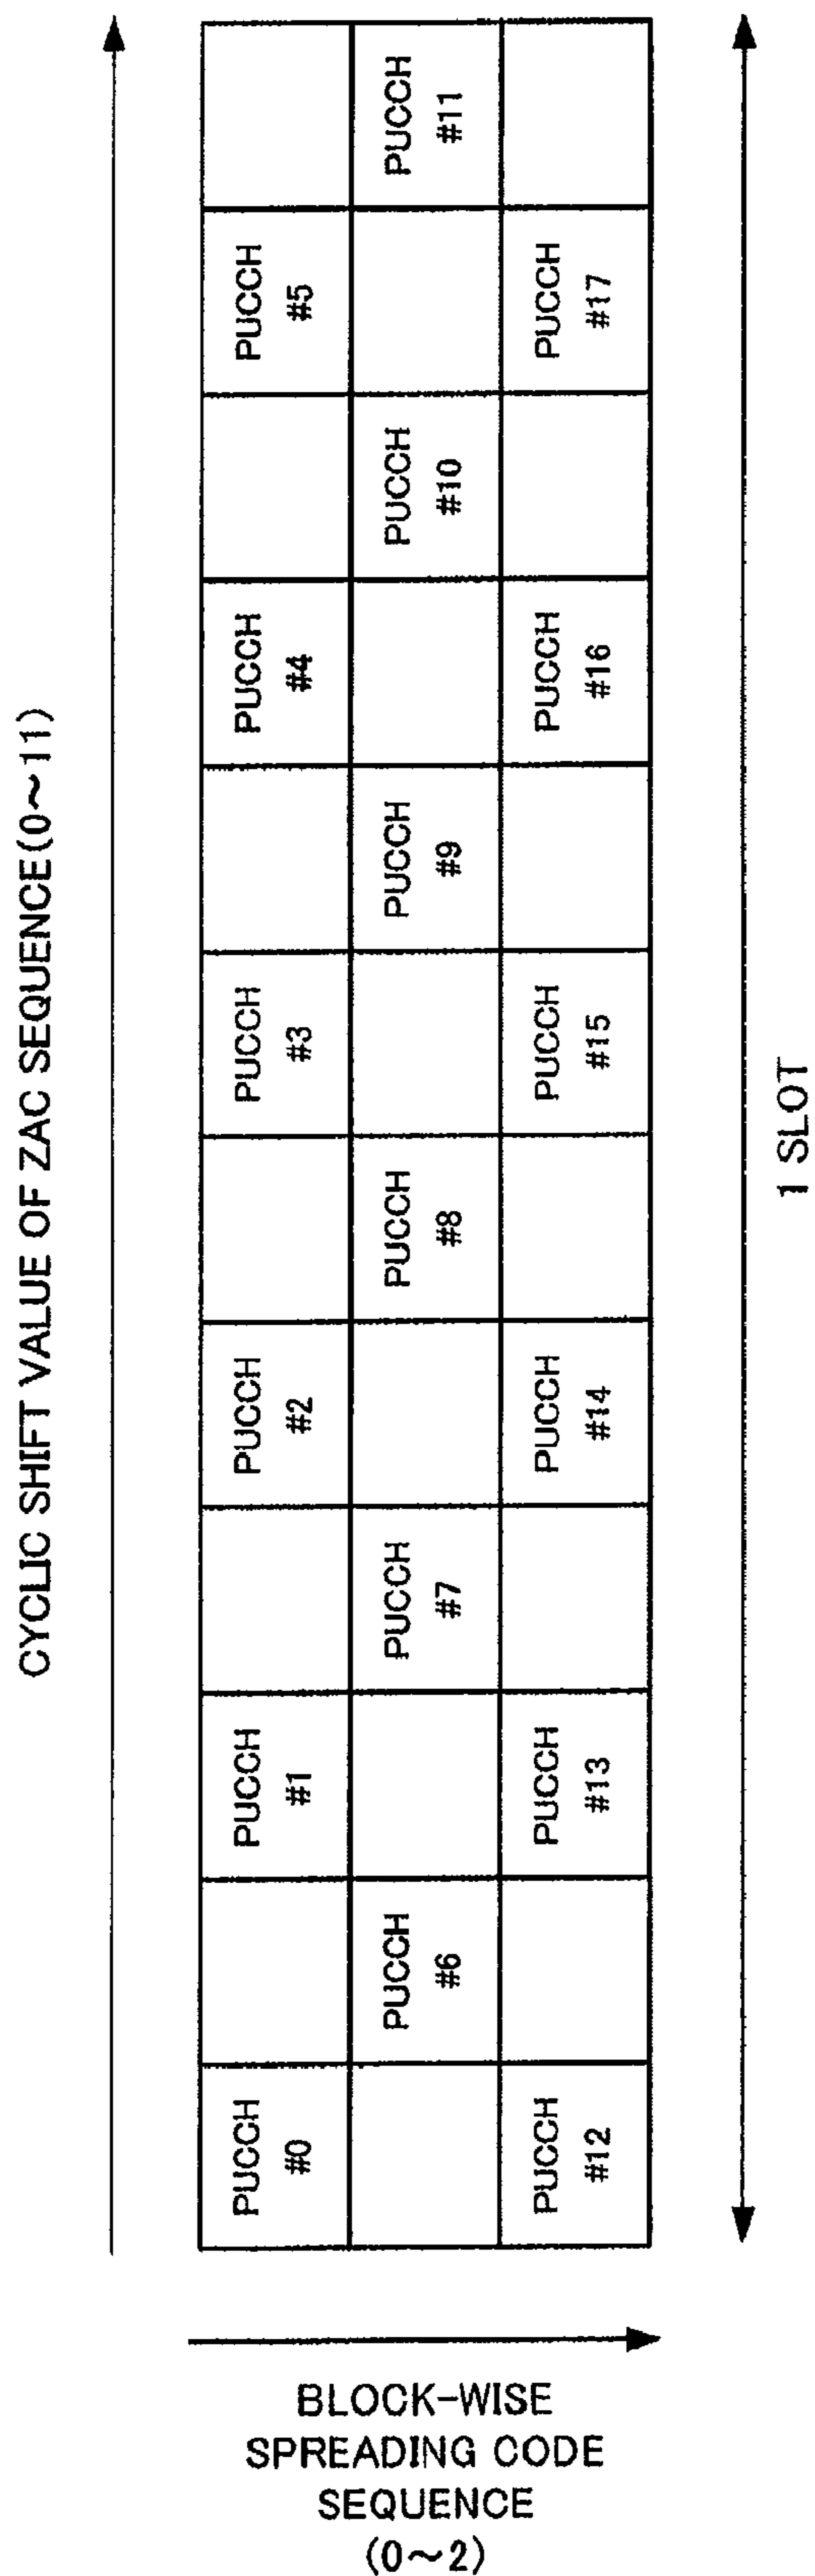 CYCLIC SHIFT VALUE OF ZAC SEQUENCE(0～11)
PUCCH
#0
PUCCH
#1
PUCCH
#2
PUCCH
#3
PUCCH
#4
PUCCH
#5
PUCCH
#6
PUCCH
#7
PUCCH
#8
PUCCH
#9
PUCCH
#10
PUCCH
#11
PUCCH
#12
PUCCH
#13
PUCCH
#14
PUCCH
#15
PUCCH
#16
PUCCH
#17
1 SLOT
BLOCK-WISE
SPREADING CODE
SEQUENCE
(0～2)